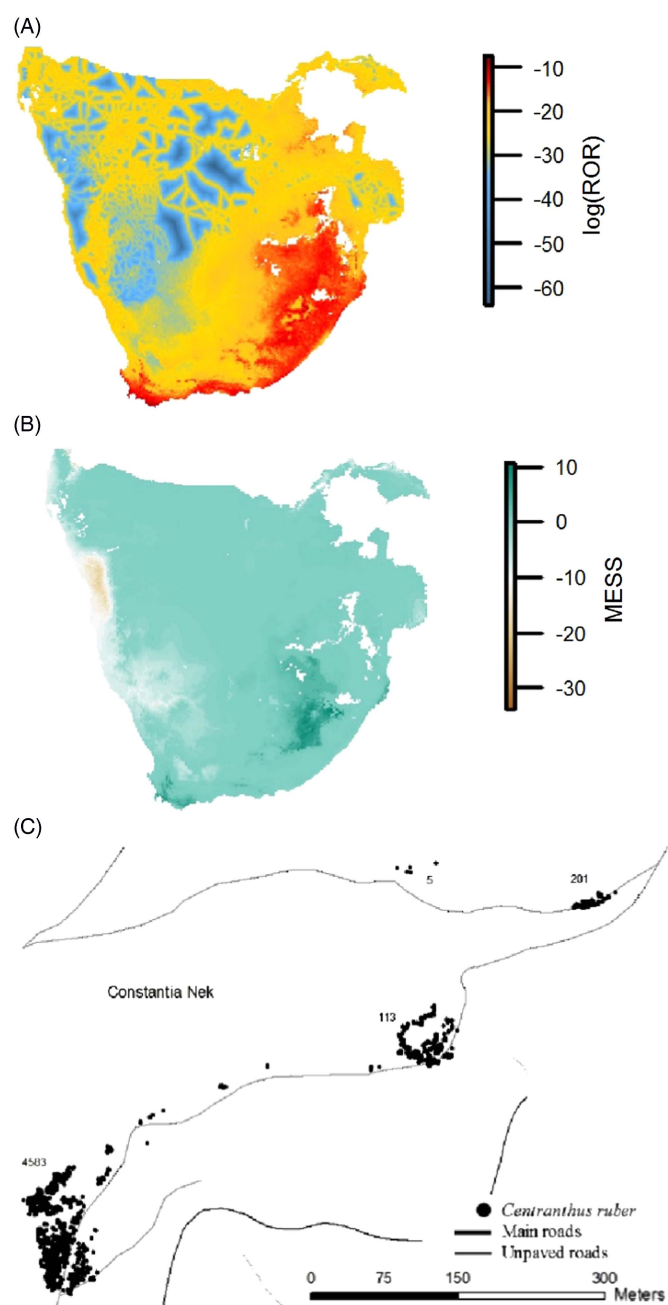 (A)
-10
-20
-30
-40
-50
-60
log(ROR)
(B)
10
0
-10
-20
-30
MESS
(C)
5
201
Constantia Nek
113
4583
Centranthus ruber
Main roads
Unpaved roads
0 75 150 300
Meters